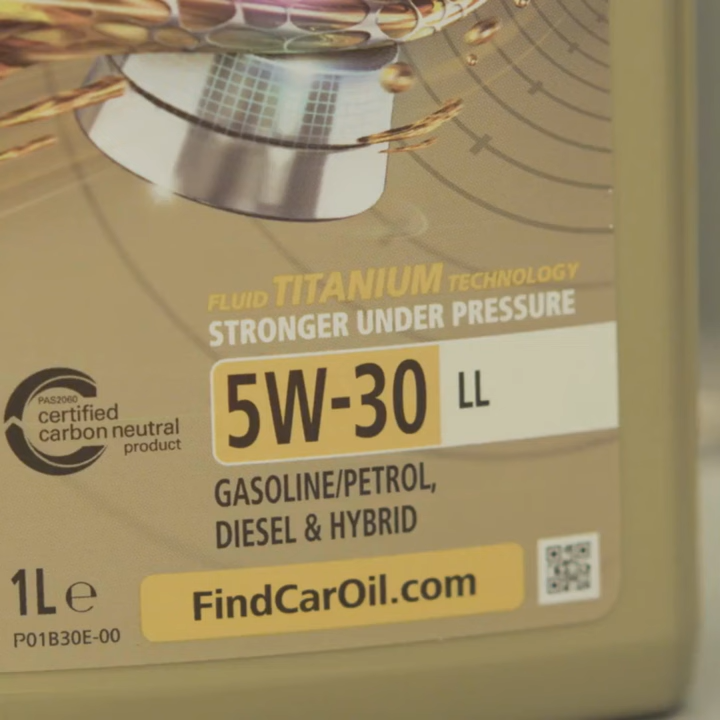 FLUID TITANIUM TECHNOLOGY
STRONGER UNDER PRESSURE
5W-30 LL
PAS2060
certified
carbon neutral
product
GASOLINE/PETROL,
DIESEL & HYBRID
1L e
FindCarOil.com
P01B30E-00